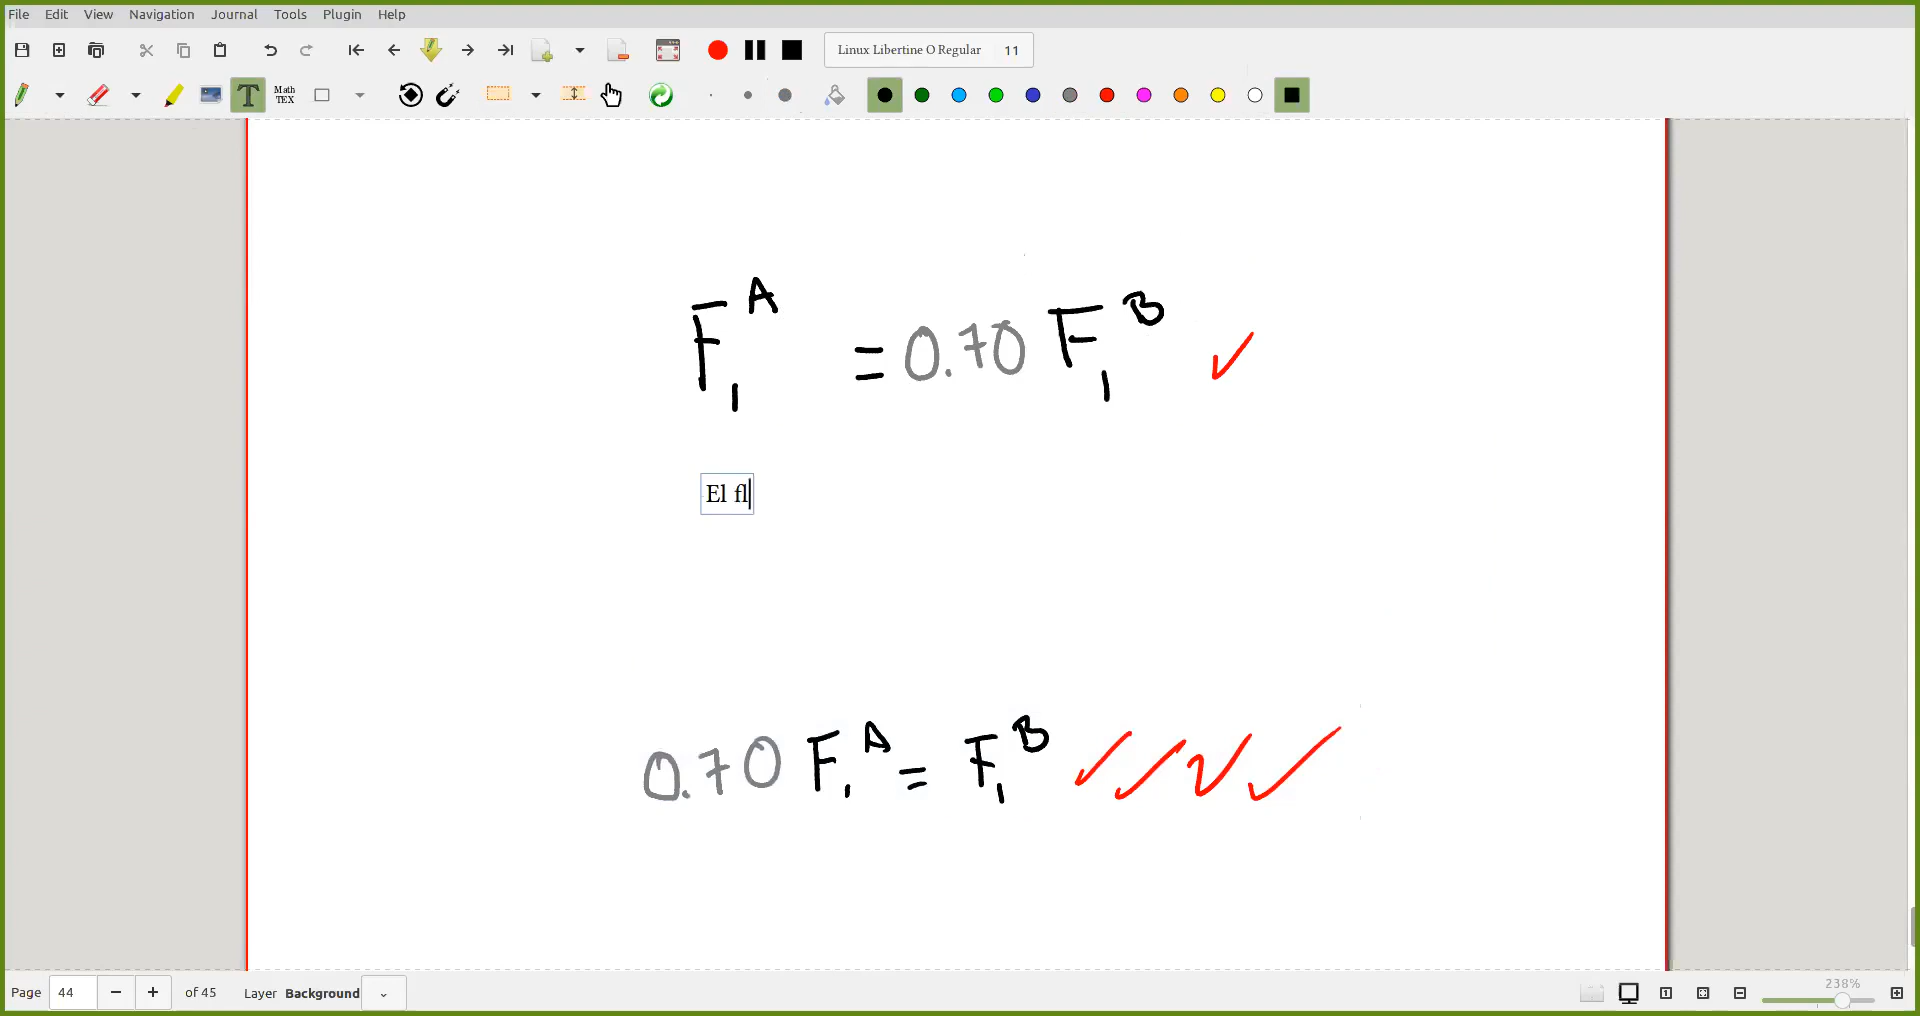 File Edit View Navigation Journal Tools Plugin Help
Linux Libertine O Regular 11
Math
TEX
F₁ᴬ = 0.70 F₁ᴮ ✓
El fl
0.70 F₁ᴬ = F₁ᴮ ✓✓✓✓
Page 44 of 45 Layer Background 238%